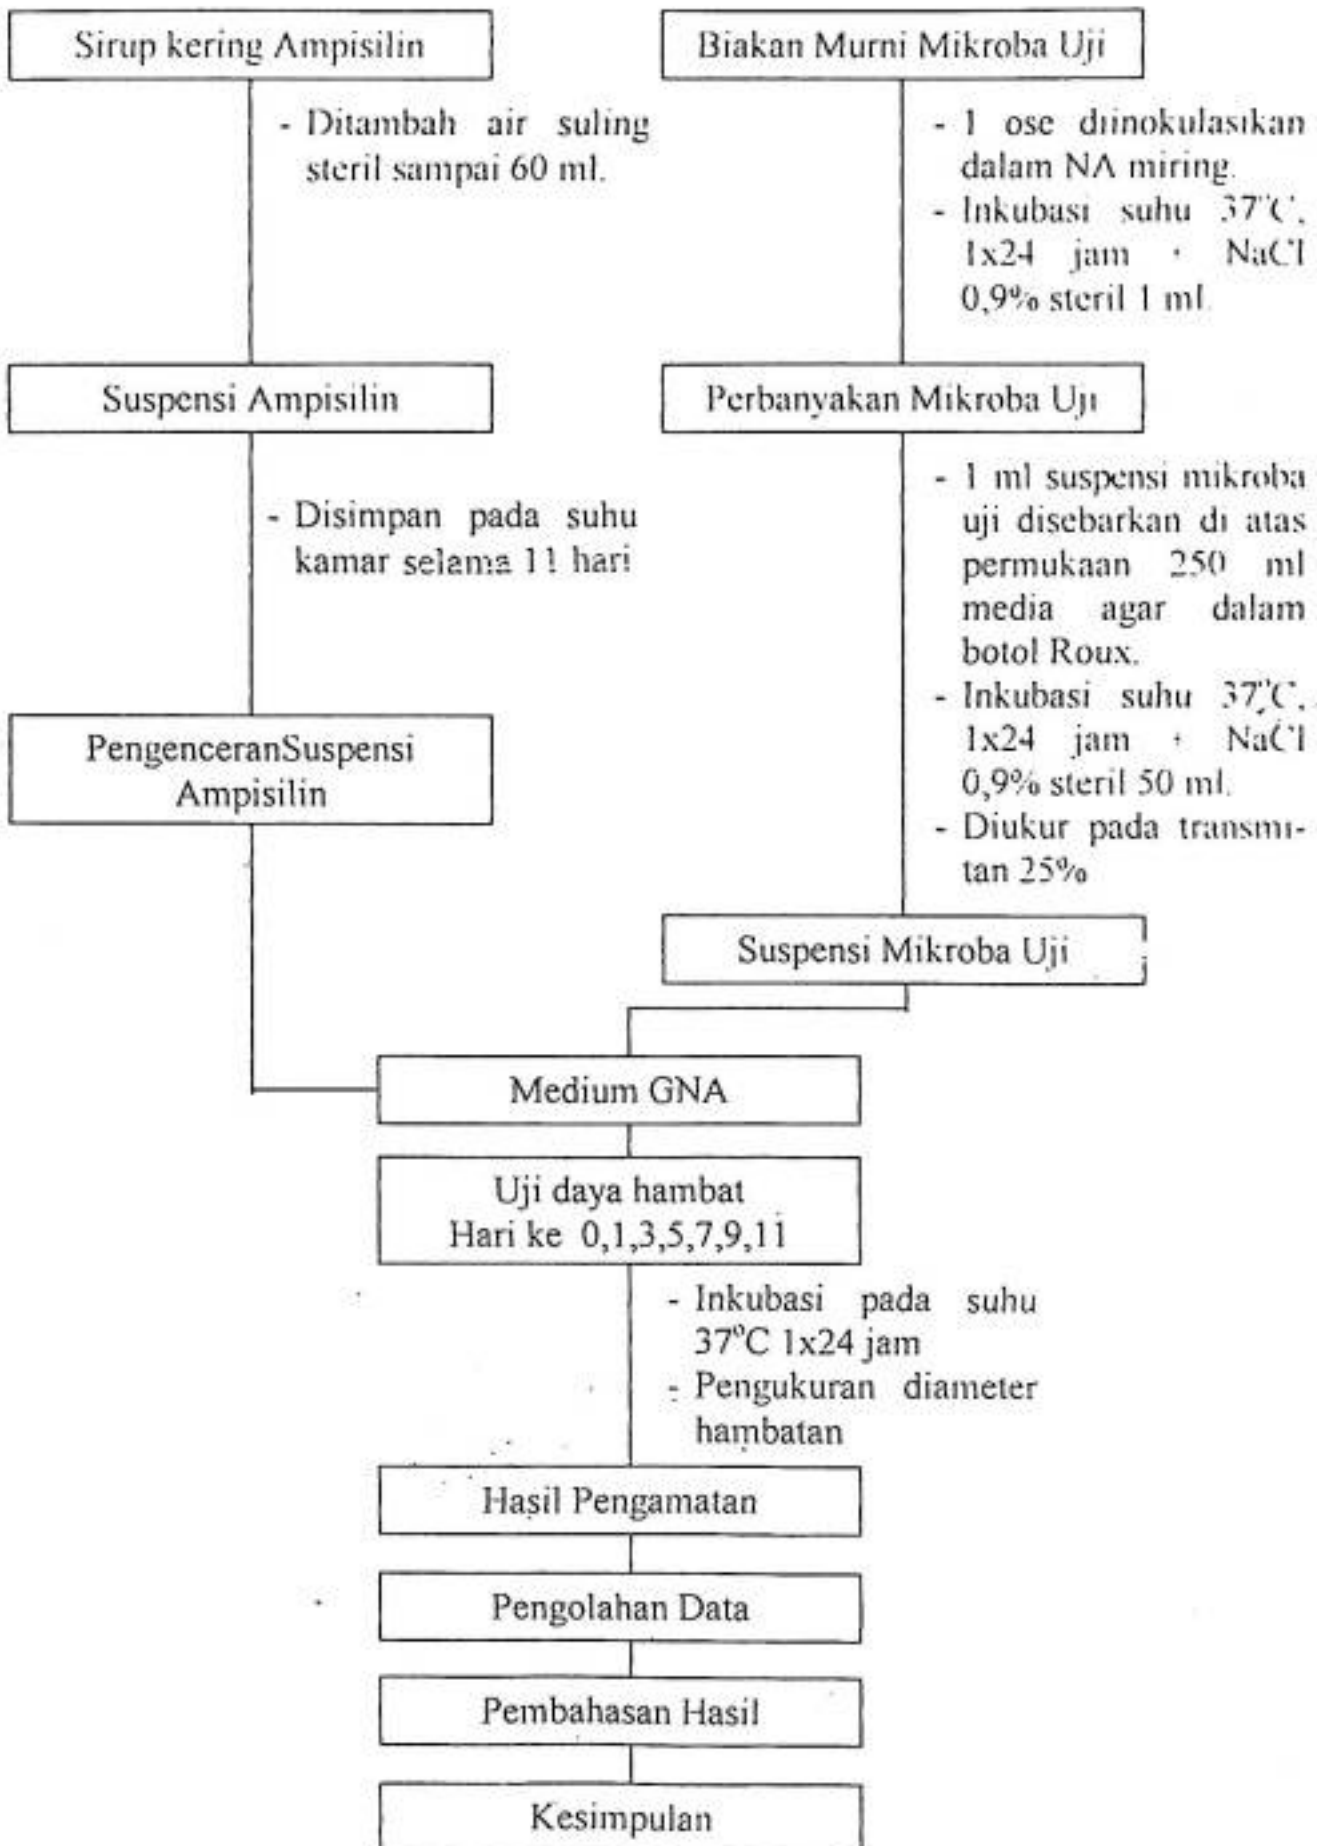 Sirup kering Ampisilin
- Ditambah air suling
steril sampai 60 ml.
Suspensi Ampisilin
- Disimpan pada suhu
kamar selama 11 hari
PengenceranSuspensi
Ampisilin
Biakan Murni Mikroba Uji
- 1 ose diinokulasikan
dalam NA miring.
- Inkubasi suhu 37°C,
1x24 jam + NaCl
0,9% steril 1 ml.
Perbanyakan Mikroba Uji
- 1 ml suspensi mikroba
uji disebarkan di atas
permukaan 250 ml
media agar dalam
botol Roux.
- Inkubasi suhu 37°C,
1x24 jam + NaCl
0,9% steril 50 ml.
- Diukur pada transmi-
tan 25%
Suspensi Mikroba Uji
Medium GNA
Uji daya hambat
Hari ke 0,1,3,5,7,9,11
- Inkubasi pada suhu
37°C 1x24 jam
- Pengukuran diameter
hambatan
Hasil Pengamatan
Pengolahan Data
Pembahasan Hasil
Kesimpulan